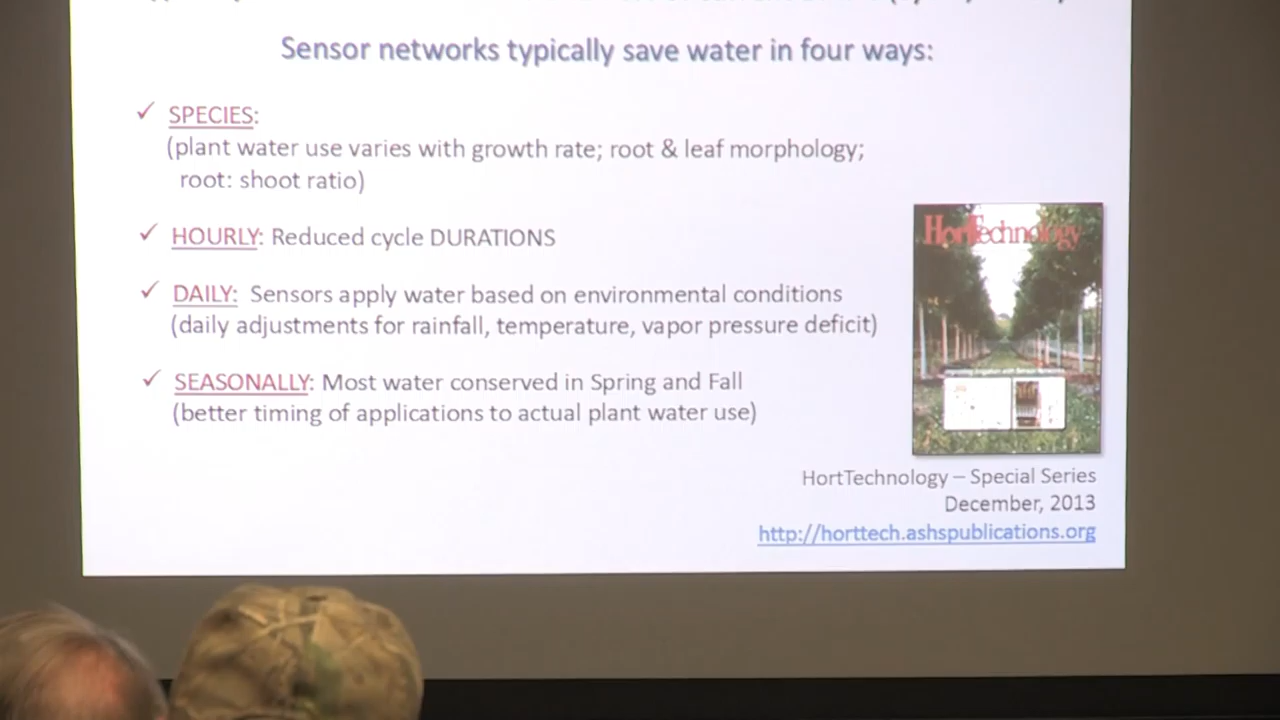 Sensor networks typically save water in four ways:
✓ SPECIES:
(plant water use varies with growth rate; root & leaf morphology;
root: shoot ratio)
✓ HOURLY: Reduced cycle DURATIONS
✓ DAILY: Sensors apply water based on environmental conditions
(daily adjustments for rainfall, temperature, vapor pressure deficit)
✓ SEASONALLY: Most water conserved in Spring and Fall
(better timing of applications to actual plant water use)
HortTechnology
HortTechnology – Special Series
December, 2013
http://horttech.ashspublications.org